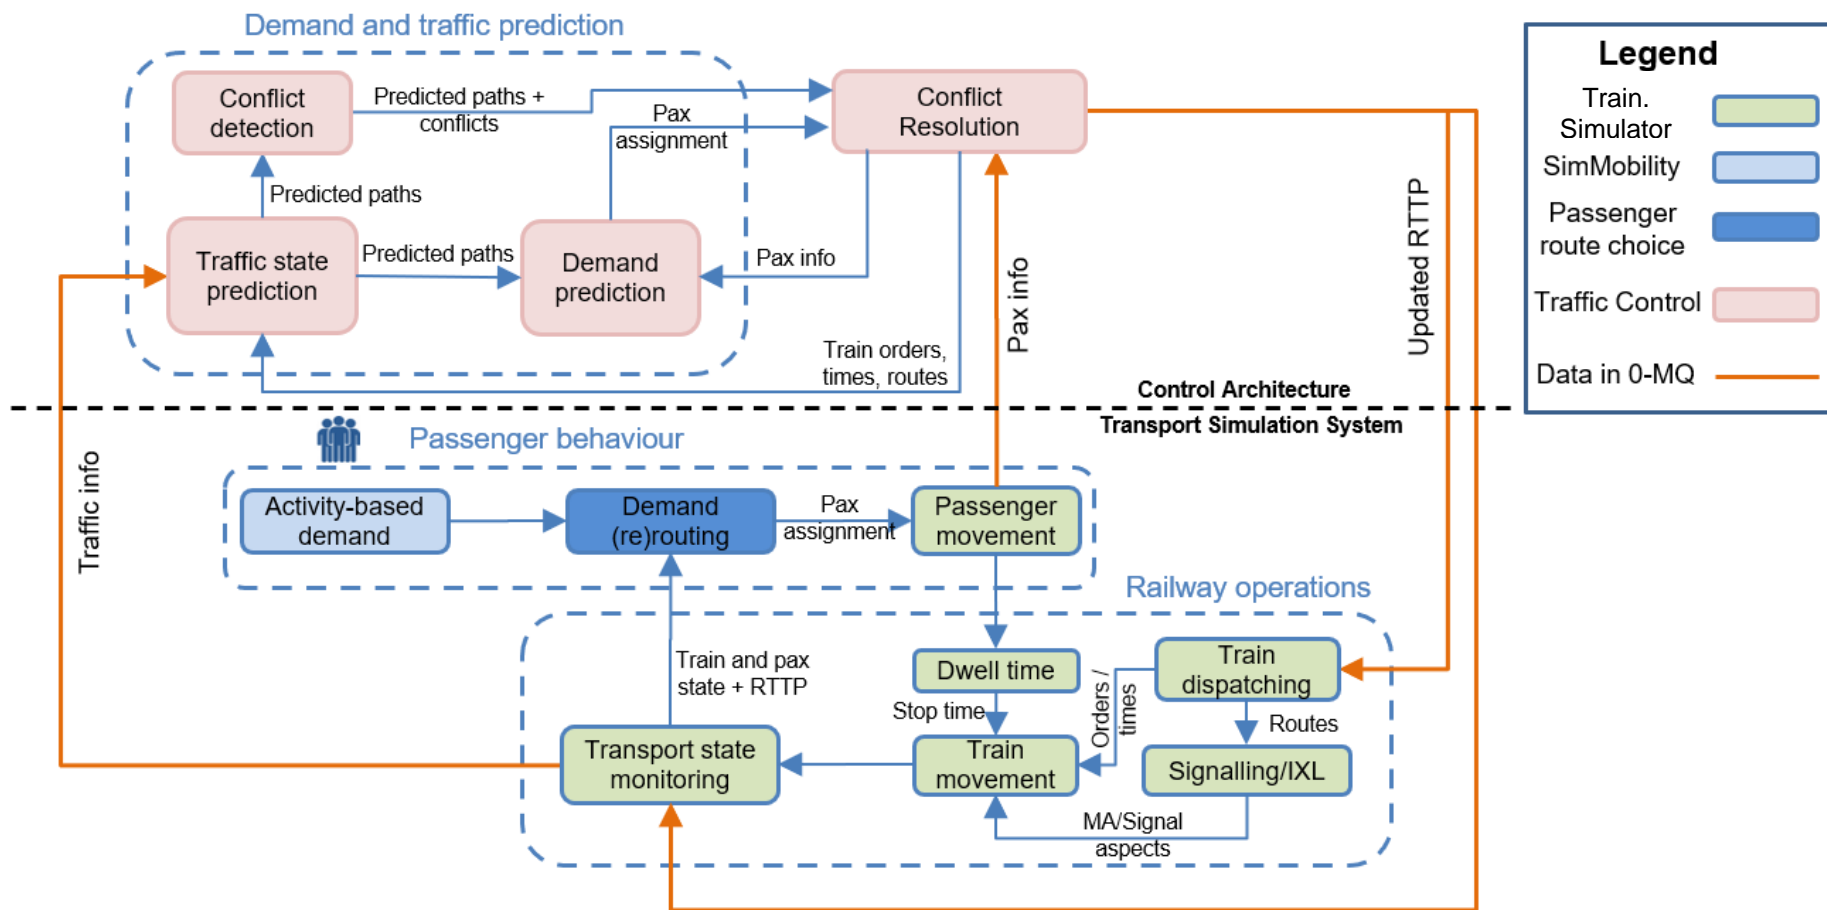 Demand and traffic prediction
Conflict
detection
Predicted paths +
conflicts
Pax
assignment
Conflict
Resolution
Predicted paths
Traffic state
prediction
Predicted paths
Demand
prediction
Pax info
Train orders,
times, routes
Pax info
Updated RTTP
Control Architecture
Transport Simulation System
Legend
Train.
Simulator
SimMobility
Passenger
route choice
Traffic Control
Data in 0-MQ
Traffic info
Passenger behaviour
Activity-based
demand
Demand
(re)routing
Pax
assignment
Passenger
movement
Railway operations
Train and pax
state + RTTP
Dwell time
Stop time
Orders /
times
Train
dispatching
Routes
Transport state
monitoring
Train
movement
Signalling/IXL
MA/Signal
aspects